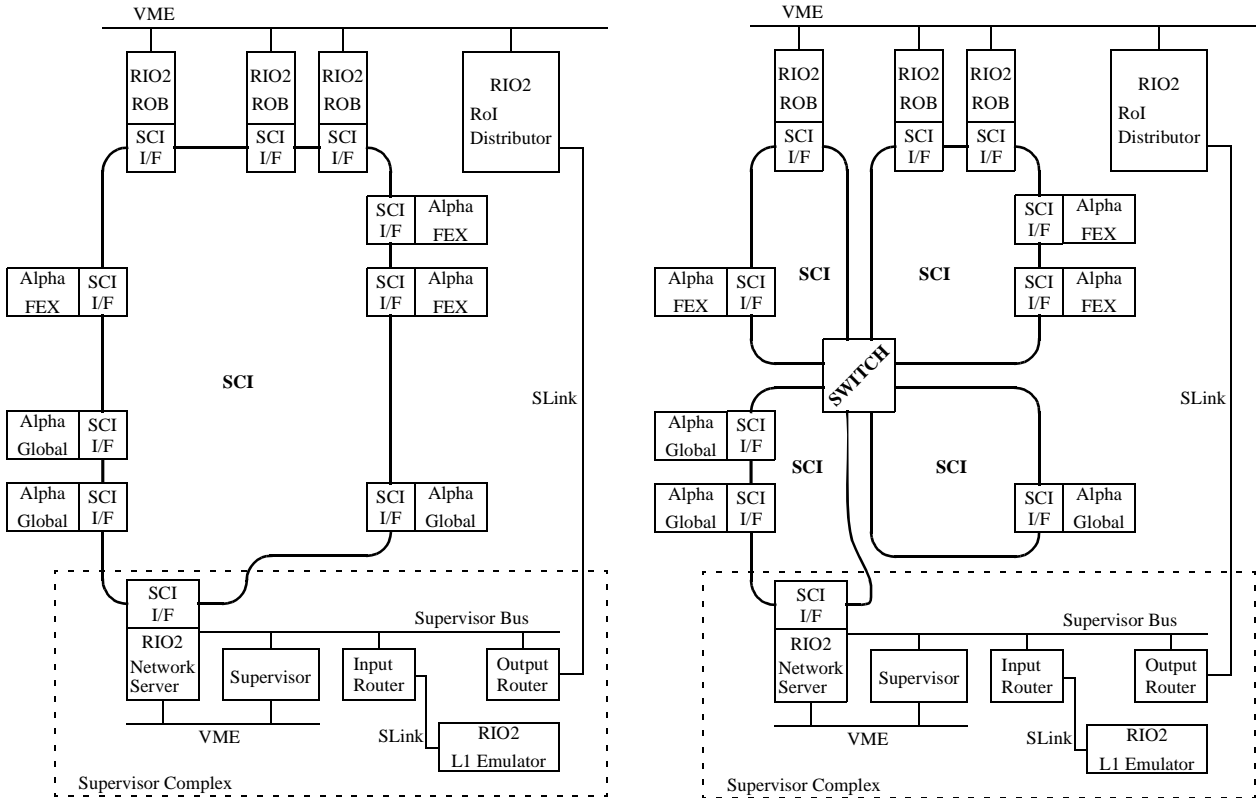 VME
RIO2
ROB
SCI
I/F
RIO2
ROB
SCI
I/F
RIO2
ROB
SCI
I/F
RIO2
RoI
Distributor
SCI
I/F
Alpha
FEX
Alpha
FEX
SCI
I/F
SCI
I/F
Alpha
FEX
SCI
SLink
Alpha
Global
SCI
I/F
Alpha
Global
SCI
I/F
SCI
I/F
Alpha
Global
SCI
I/F
RIO2
Network
Server
Supervisor Bus
Supervisor
Input
Router
Output
Router
VME
SLink
RIO2
L1 Emulator
Supervisor Complex
VME
RIO2
ROB
SCI
I/F
RIO2
ROB
SCI
I/F
RIO2
ROB
SCI
I/F
RIO2
RoI
Distributor
SCI
I/F
Alpha
FEX
Alpha
FEX
SCI
I/F
SCI
SCI
SCI
I/F
Alpha
FEX
SWITCH
SLink
Alpha
Global
SCI
I/F
SCI
SCI
Alpha
Global
SCI
I/F
SCI
I/F
Alpha
Global
SCI
I/F
RIO2
Network
Server
Supervisor Bus
Supervisor
Input
Router
Output
Router
VME
SLink
RIO2
L1 Emulator
Supervisor Complex